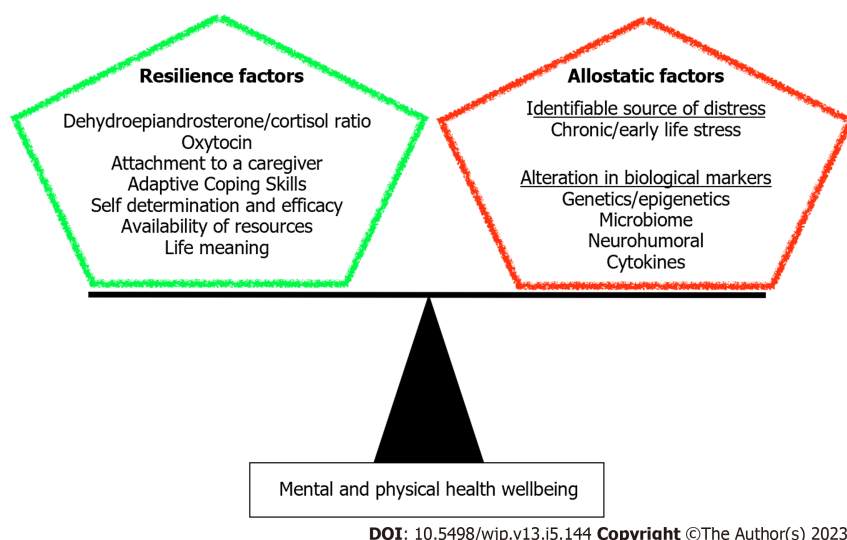 Resilience factors
Dehydroepiandrosterone/cortisol ratio
Oxytocin
Attachment to a caregiver
Adaptive Coping Skills
Self determination and efficacy
Availability of resources
Life meaning
Allostatic factors
Identifiable source of distress
Chronic/early life stress
Alteration in biological markers
Genetics/epigenetics
Microbiome
Neurohumoral
Cytokines
Mental and physical health wellbeing
DOI: 10.5498/wjp.v13.i5.144 Copyright ©The Author(s) 2023